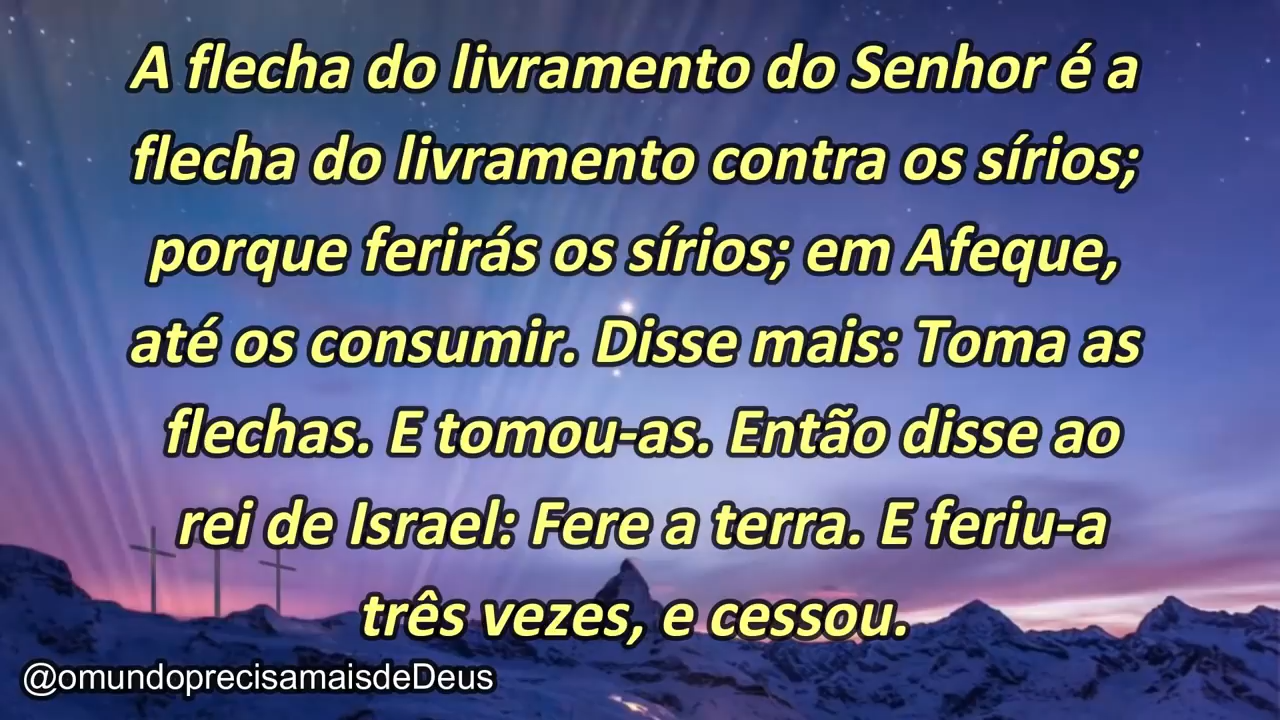 A flecha do livramento do Senhor é a
flecha do livramento contra os sírios;
porque ferirás os sírios; em Afeque,
até os consumir. Disse mais: Toma as
flechas. E tomou-as. Então disse ao
rei de Israel: Fere a terra. E feriu-a
três vezes, e cessou.
@omundoprecisamaisdeDeus